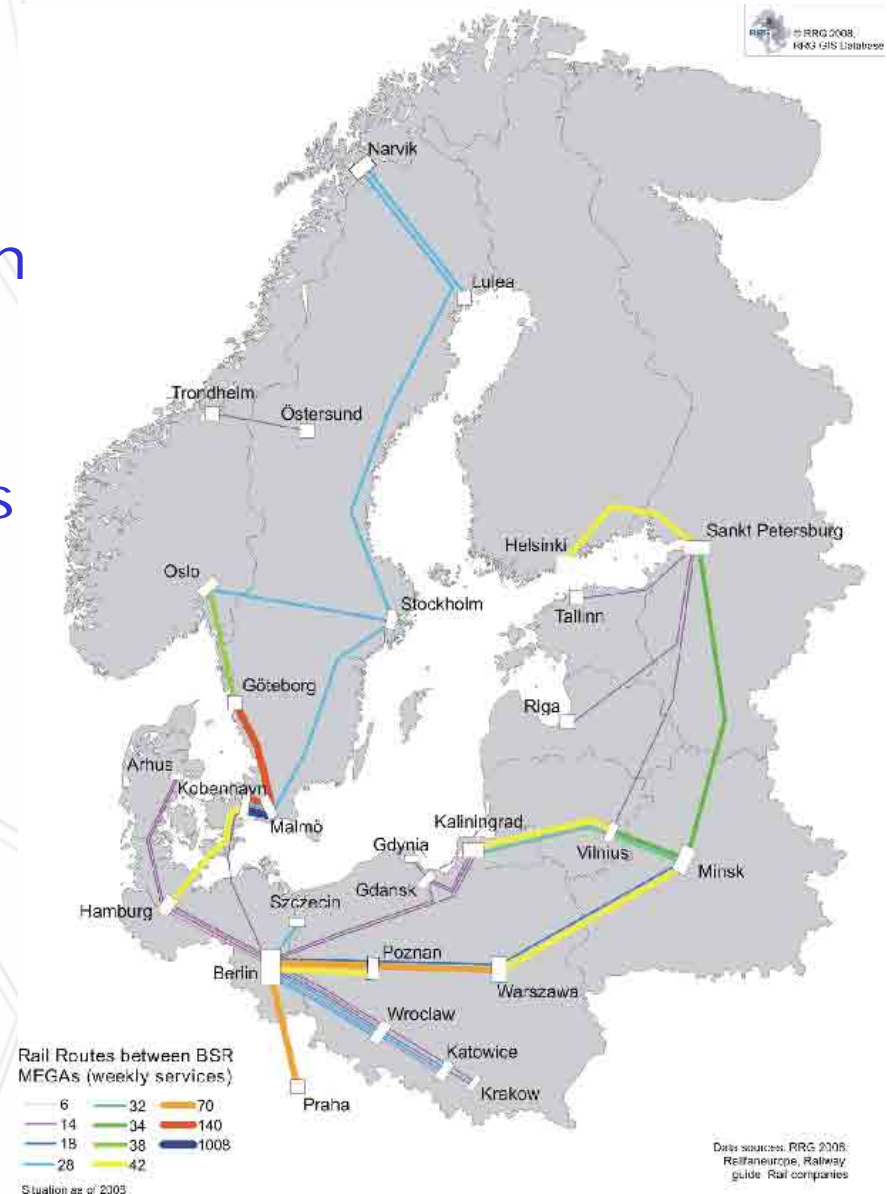 RRG
© RRG 2008,
RRG GIS Database
n
s
Narvik
Lulea
Trondheim
Östersund
Helsinki
Sankt Petersburg
Oslo
Stockholm
Tallinn
Göteborg
Riga
Arhus
Kobenhavn
Malmö
Kaliningrad
Gdynia
Vilnius
Minsk
Gdansk
Szczecin
Hamburg
Poznan
Berlin
Warszawa
Wroclaw
Katowice
Krakow
Praha
Rail Routes between BSR
MEGAs (weekly services)
6 32 70
14 34 140
18 38 1008
28 42
Situation as of
Data sources: RRG 2008,
Railfaneurope, Railway
guide Rail companies